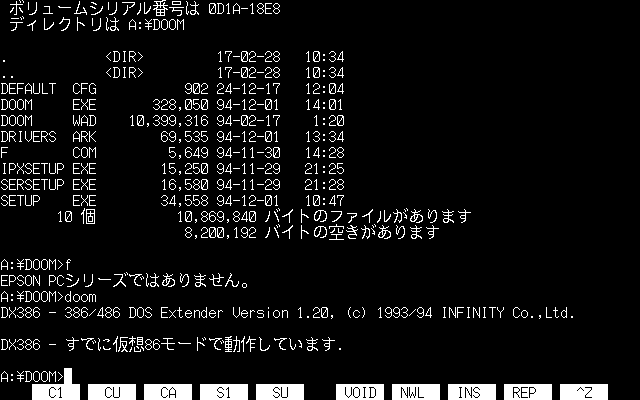 ボリュームシリアル番号は 0D1A-18E8
ディレクトリは A:¥DOOM
. <DIR> 17-02-28 10:34
.. <DIR> 17-02-28 10:34
DEFAULT CFG 902 24-12-17 12:04
DOOM EXE 328,050 94-12-01 14:01
DOOM WAD 10,399,316 94-02-17 1:20
DRIVERS ARK 69,535 94-12-01 13:34
F COM 5,649 94-11-30 14:28
IPXSETUP EXE 15,250 94-11-29 21:25
SERSETUP EXE 16,580 94-11-29 21:28
SETUP EXE 34,558 94-12-01 10:47
10 個 10,869,840 バイトのファイルがあります
8,200,192 バイトの空きがあります
A:¥DOOM>f
EPSON PCシリーズではありません。
A:¥DOOM>doom
DX386 - 386/486 DOS Extender Version 1.20, (c) 1993/94 INFINITY Co.,Ltd.
DX386 - すでに仮想86モードで動作しています.
A:¥DOOM>
C1 CU CA S1 SU VOID NWL INS REP ^Z